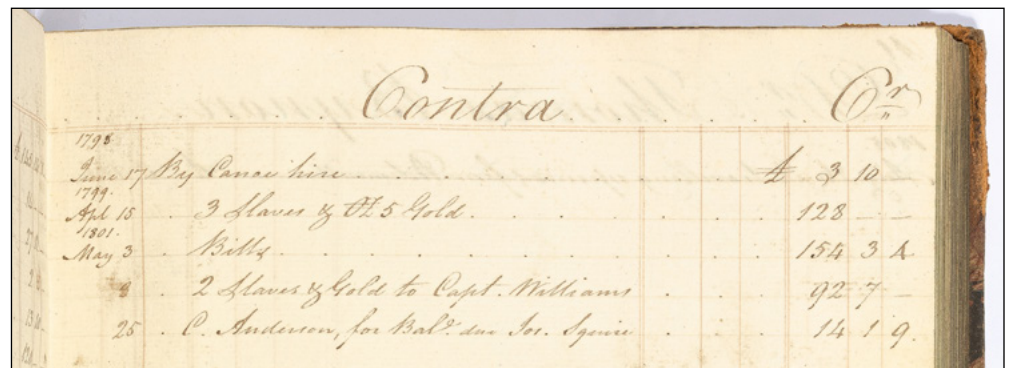 Contra Cr
1798
June 17 By Canoe hire £ 3 10
1799.
Apl 15 3 Slaves & Oz 5 Gold 128 — —
1801.
May 3 Bills 154 3 4
8 2 Slaves & Gold to Capt. Williams 92 7 —
25 C. Anderson, for Bal.e due Jos. Squire 14 1 9.